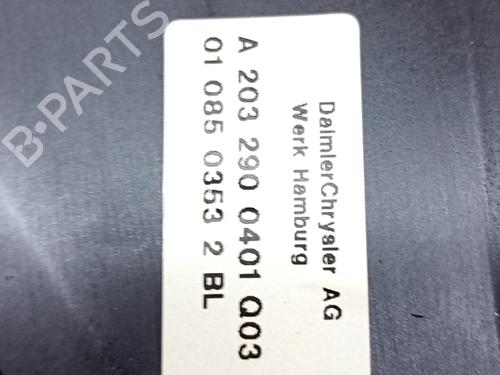 DaimlerChrysler AG
Werk Hamburg
A 203 290 0401 Q03
01 085 0353 2 BL
B-PARTS